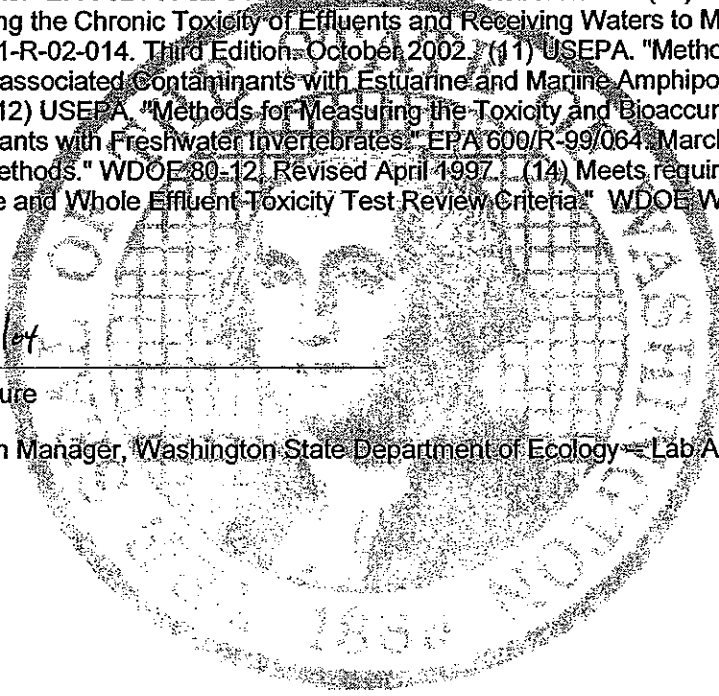 ng the Chronic Toxicity of Effluents and Receiving Waters to M
1-R-02-014. Third Edition. October 2002. (11) USEPA. "Metho
associated Contaminants with Estuarine and Mariine Amphipo
12) USEPA. "Methods for Measuring the Toxicity and Bioaccur
ants with Freshwater Invertebrates." EPA 600/R-99/064. March
ethods." WDOE 80-12. Revised April 1997. (14) Meets requir
e and Whole Effluent Toxicity Test Review Criteria." WDOE W
ure
n Manager, Washington State Department of Ecology – Lab A